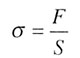 σ = F/S